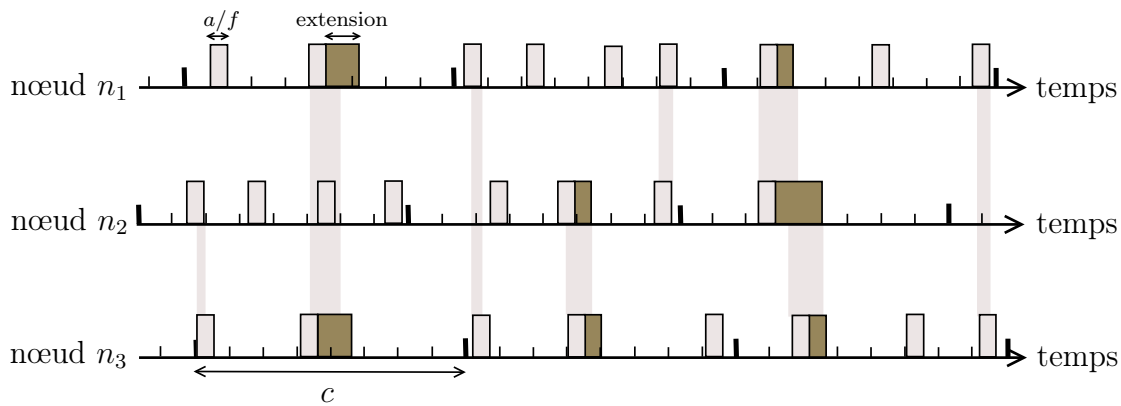 a/f extension
nœud n₁ temps
nœud n₂ temps
nœud n₃ temps
c